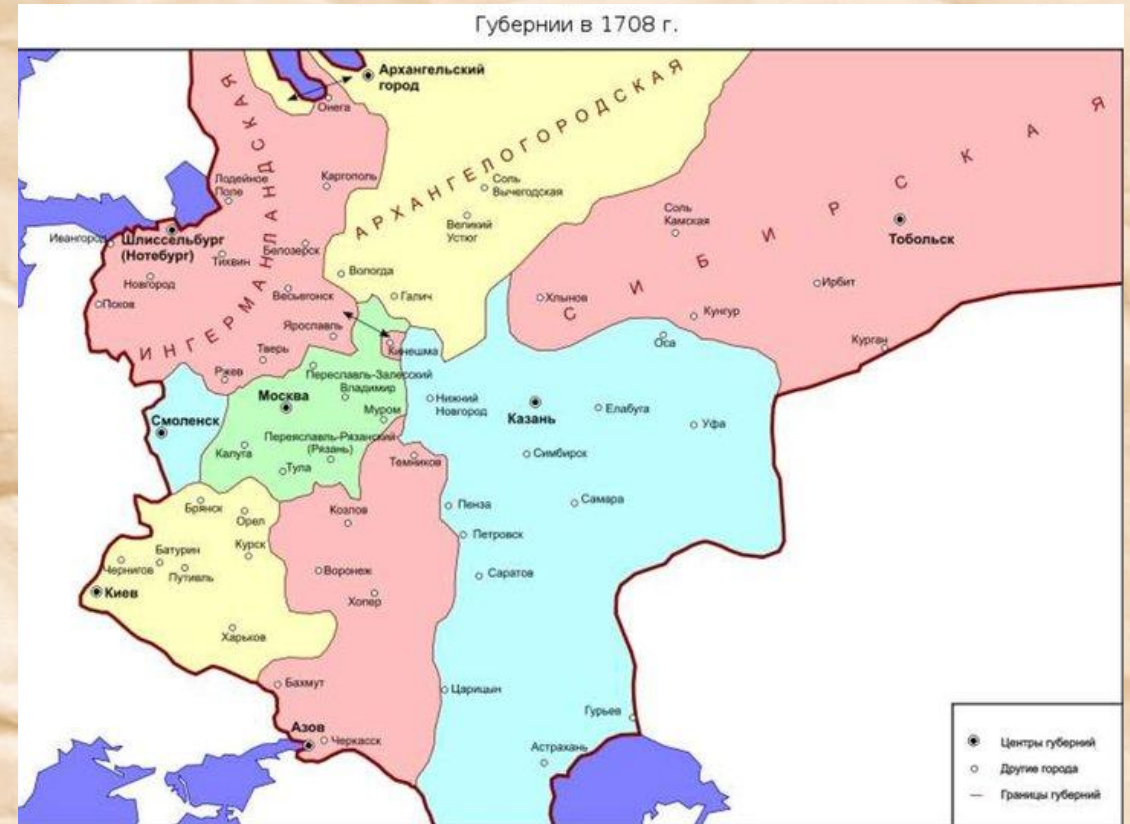 Губернии в 1708 г.
Архангельский
город
Онега
ИНГЕРМАНЛАНДСКАЯ
АРХАНГЕЛОГОРОДСКАЯ
СИБИРСКАЯ
Лодейное
Поле
Каргополь
Соль
Вычегодская
Великий
Устюг
Соль
Камская
Тобольск
Ивангород
Шлиссельбург
(Нотебург)
Тихвин
Белозерск
Новгород
Псков
Весьегонск
Вологда
Галич
Хлынов
Кунгур
Ирбит
Курган
Оса
Ярославль
Кинешма
Тверь
Ржев
Переславль-Залесский
Москва
Владимир
Муром
Нижний
Новгород
Казань
Елабуга
Уфа
Смоленск
Калуга
Переяславль-Рязанский
(Рязань)
Тула
Темников
Симбирск
Самара
Пенза
Петровск
Саратов
Брянск
Орел
Козлов
Курск
Батурин
Чернигов
Путивль
Киев
Воронеж
Хопер
Харьков
Бахмут
Царицын
Гурьев
Азов
Черкасск
Астрахань
Центры губерний
Другие города
Границы губерний